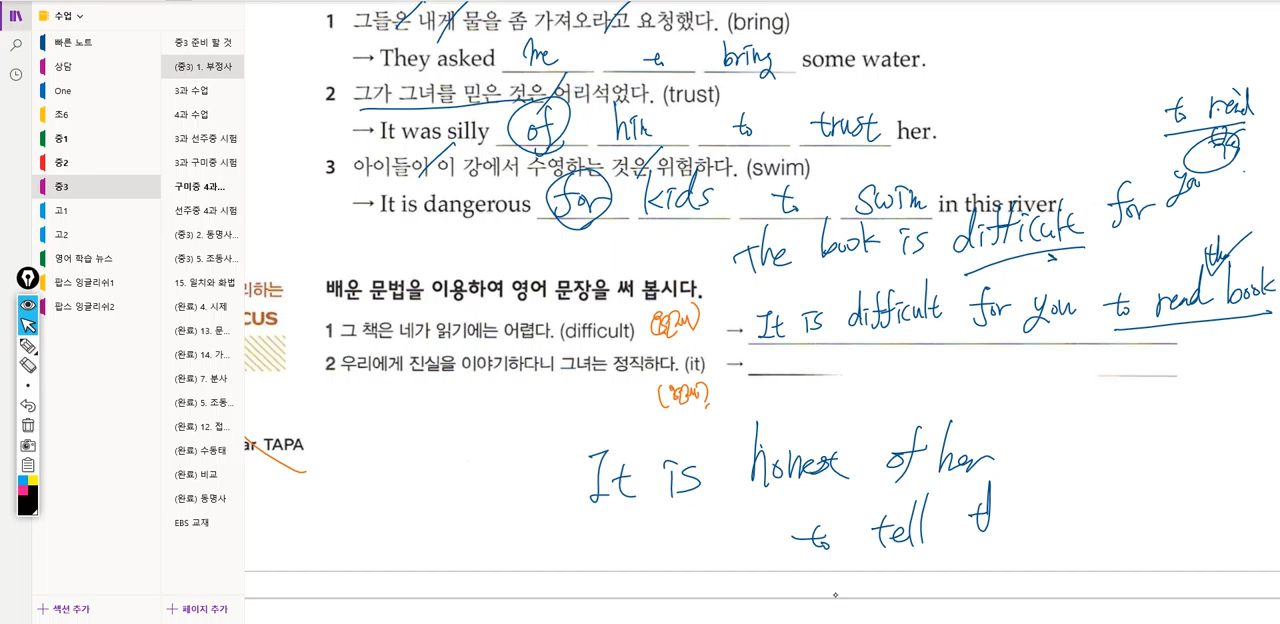 수업
빠른 노트
상담
One
초6
중1
중2
중3
고1
고2
영어 학습 뉴스
팝스 잉글리쉬1
팝스 잉글리쉬2
섹션 추가
중3 준비 할 것
(중3) 1. 부정사
3과 수업
4과 수업
3과 선주중 시험
3과 구미중 시험
구미중 4과...
선주중 4과 시험
(중3) 2. 동명사...
(중3) 5. 조동사...
15. 일치와 화법
(완료) 4. 시제
(완료) 13. 문...
(완료) 14. 가...
(완료) 7. 분사
(완료) 5. 조동...
(완료) 12. 접...
(완료) 수동태
(완료) 비교
(완료) 동명사
EBS 교재
페이지 추가
1 그들은 내게 물을 좀 가져오라고 요청했다. (bring)
→ They asked me to bring some water.
2 그가 그녀를 믿은 것은 어리석었다. (trust)
→ It was silly of him to trust her.
3 아이들이 이 강에서 수영하는 것은 위험하다. (swim)
→ It is dangerous for kids to swim in this river.
to read
The book is difficult for you
리하는
CUS
배운 문법을 이용하여 영어 문장을 써 봅시다.
1 그 책은 네가 읽기에는 어렵다. (difficult)
→ It is difficult for you to read the book
2 우리에게 진실을 이야기하다니 그녀는 정직하다. (it) →
ar TAPA
It is honest of her
to tell t